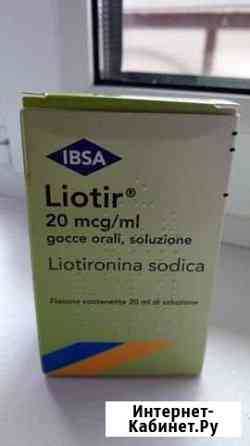 IBSA
Liotir®
20 mcg/ml
gocce orali, soluzione
Liotironina sodica
Flacone contenente 20 ml di soluzione
Интернет-
Кабинет.Ру